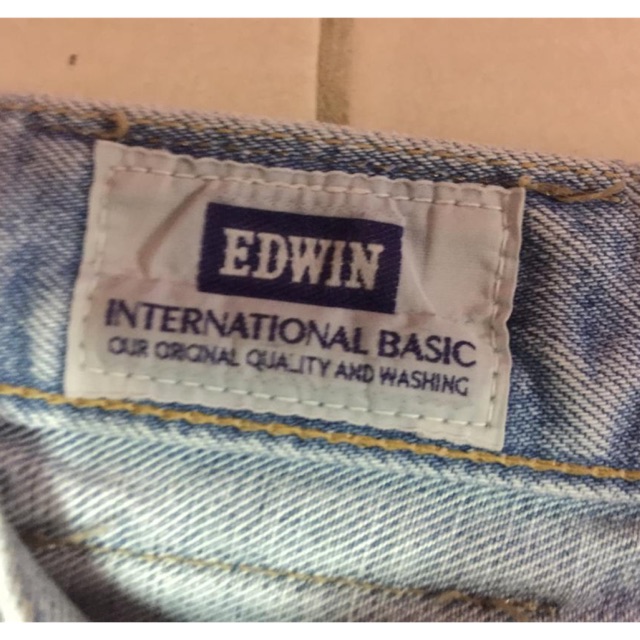 EDWIN
INTERNATIONAL BASIC
OUR ORIGINAL QUALITY AND WASHING